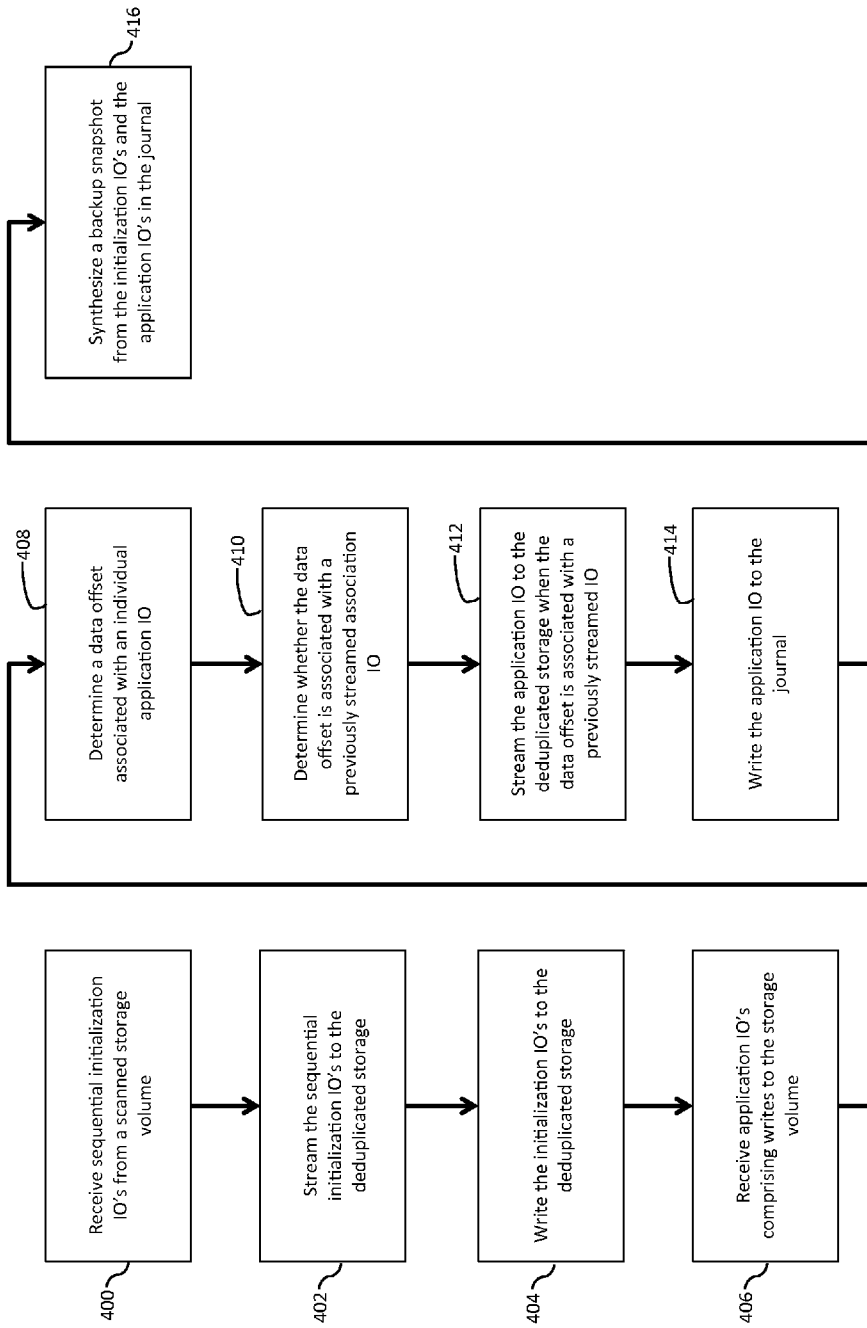 400
Receive sequential initialization
IO's from a scanned storage
volume
402
Stream the sequential
initialization IO's to the
deduplicated storage
404
Write the initialization IO's to the
deduplicated storage
406
Receive application IO's
comprising writes to the storage
volume
408
Determine a data offset
associated with an individual
application IO
410
Determine whether the data
offset is associated with a
previously streamed association
IO
412
Stream the application IO to the
deduplicated storage when the
data offset is associated with a
previously streamed IO
414
Write the application IO to the
journal
416
Synthesize a backup snapshot
from the initialization IO's and the
application IO's in the journal